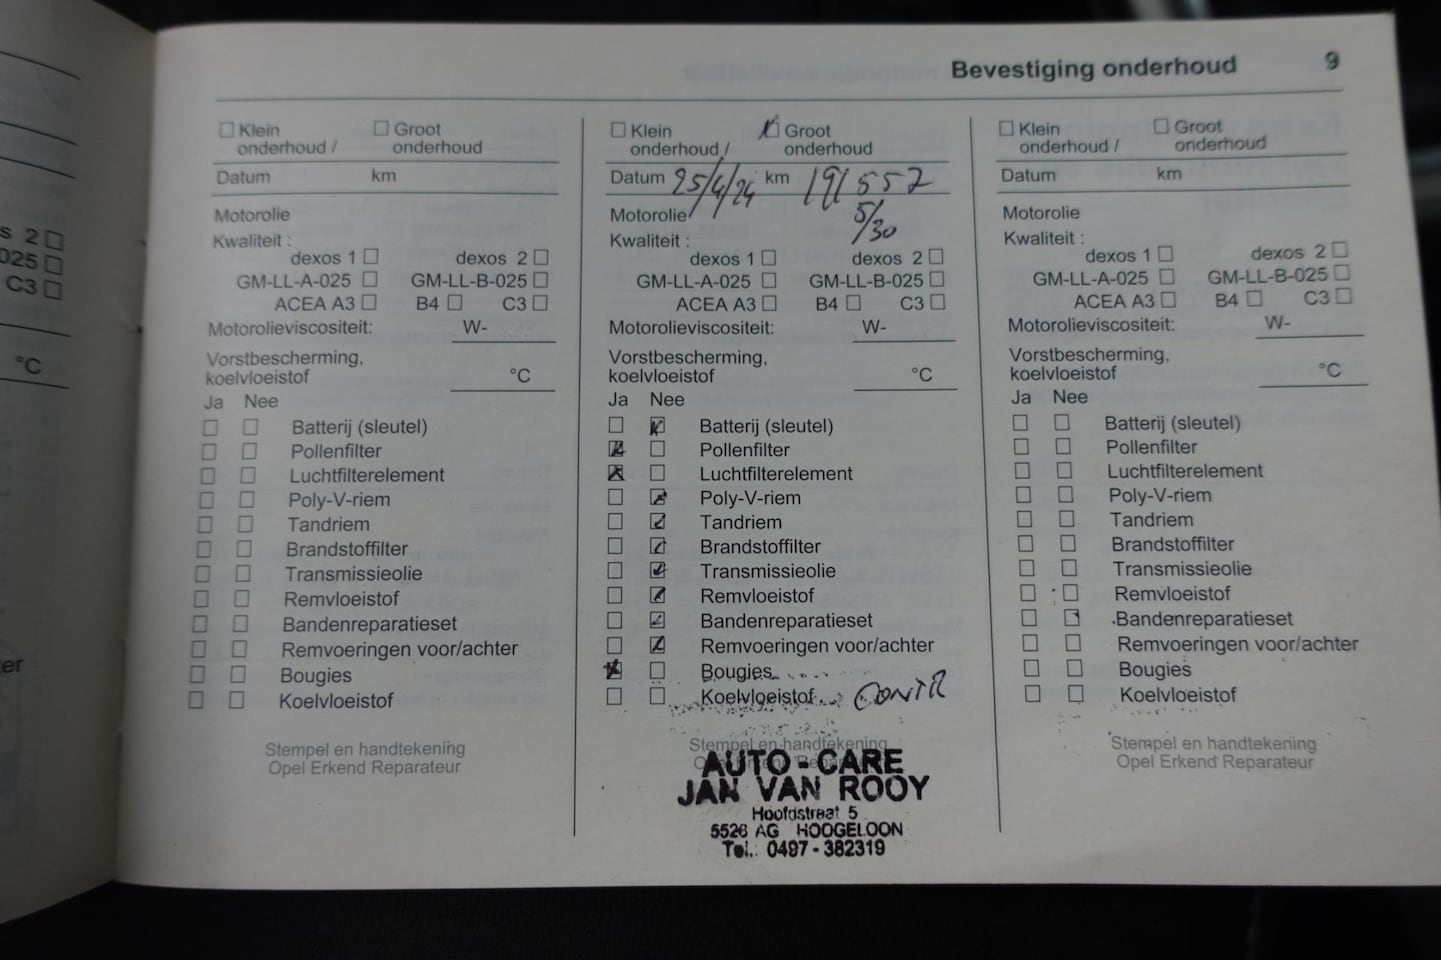 Bevestiging onderhoud 9
☐ Klein onderhoud /
☐ Groot onderhoud
Datum km
Motorolie
Kwaliteit :
dexos 1 ☐ dexos 2 ☐
GM-LL-A-025 ☐ GM-LL-B-025 ☐
ACEA A3 ☐ B4 ☐ C3 ☐
Motorolieviscositeit: W-
Vorstbescherming,
koelvloeistof °C
Ja Nee
☐ ☐ Batterij (sleutel)
☐ ☐ Pollenfilter
☐ ☐ Luchtfilterelement
☐ ☐ Poly-V-riem
☐ ☐ Tandriem
☐ ☐ Brandstoffilter
☐ ☐ Transmissieolie
☐ ☐ Remvloeistof
☐ ☐ Bandenreparatieset
☐ ☐ Remvoeringen voor/achter
☐ ☐ Bougies
☐ ☐ Koelvloeistof
Stempel en handtekening
Opel Erkend Reparateur
☐ Klein onderhoud /
☒ Groot onderhoud
Datum 25/4/24 km 191 557
Motorolie 5/30
Kwaliteit :
dexos 1 ☐ dexos 2 ☐
GM-LL-A-025 ☐ GM-LL-B-025 ☐
ACEA A3 ☐ B4 ☐ C3 ☐
Motorolieviscositeit: W-
Vorstbescherming,
koelvloeistof °C
Ja Nee
☐ ☒ Batterij (sleutel)
☒ ☐ Pollenfilter
☒ ☐ Luchtfilterelement
☐ ☒ Poly-V-riem
☐ ☒ Tandriem
☐ ☒ Brandstoffilter
☐ ☒ Transmissieolie
☐ ☒ Remvloeistof
☐ ☒ Bandenreparatieset
☐ ☒ Remvoeringen voor/achter
☒ ☐ Bougies
☐ ☐ Koelvloeistof CONTR
Stempel en handtekening
Opel Erkend Reparateur
AUTO-CARE
JAN VAN ROOY
Hoofdstraat 5
5528 AG HOOGELOON
Tel.: 0497-382319
☐ Klein onderhoud /
☐ Groot onderhoud
Datum km
Motorolie
Kwaliteit :
dexos 1 ☐ dexos 2 ☐
GM-LL-A-025 ☐ GM-LL-B-025 ☐
ACEA A3 ☐ B4 ☐ C3 ☐
Motorolieviscositeit: W-
Vorstbescherming,
koelvloeistof °C
Ja Nee
☐ ☐ Batterij (sleutel)
☐ ☐ Pollenfilter
☐ ☐ Luchtfilterelement
☐ ☐ Poly-V-riem
☐ ☐ Tandriem
☐ ☐ Brandstoffilter
☐ ☐ Transmissieolie
☐ ☐ Remvloeistof
☐ ☐ Bandenreparatieset
☐ ☐ Remvoeringen voor/achter
☐ ☐ Bougies
☐ ☐ Koelvloeistof
Stempel en handtekening
Opel Erkend Reparateur